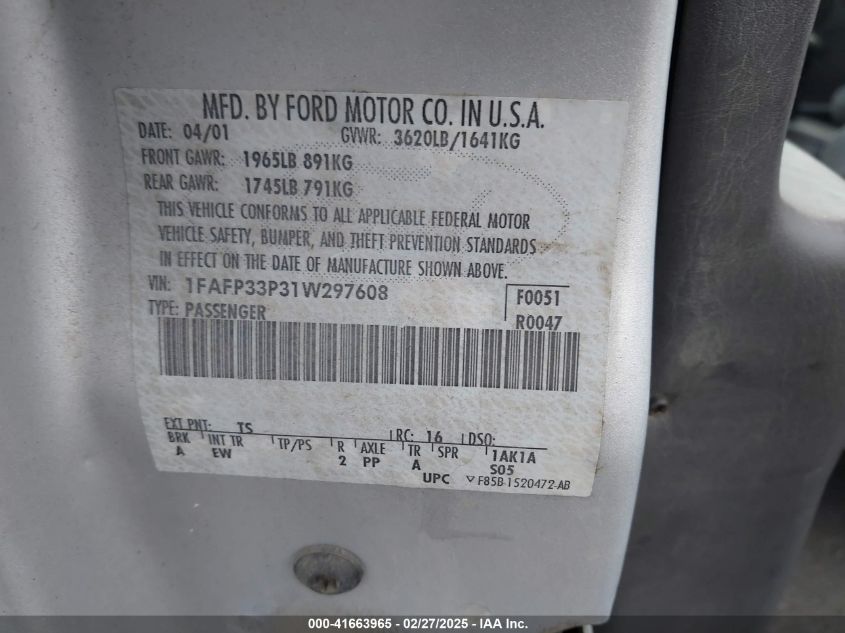 MFD. BY FORD MOTOR CO. IN U.S.A.
DATE: 04/01 GVWR: 3620LB/1641KG
FRONT GAWR: 1965LB 891KG
REAR GAWR: 1745LB 791KG
THIS VEHICLE CONFORMS TO ALL APPLICABLE FEDERAL MOTOR
VEHICLE SAFETY, BUMPER, AND THEFT PREVENTION STANDARDS
IN EFFECT ON THE DATE OF MANUFACTURE SHOWN ABOVE.
VIN: 1FAFP33P31W297608 F0051
TYPE: PASSENGER R0047
EXT PNT: TS RC: 16 DSO:
BRK INT TR TP/PS R AXLE TR SPR 1AK1A
A EW 2 PP A S05
UPC F85B-1520472-AB
000-41663965 - 02/27/2025 - IAAI Inc.